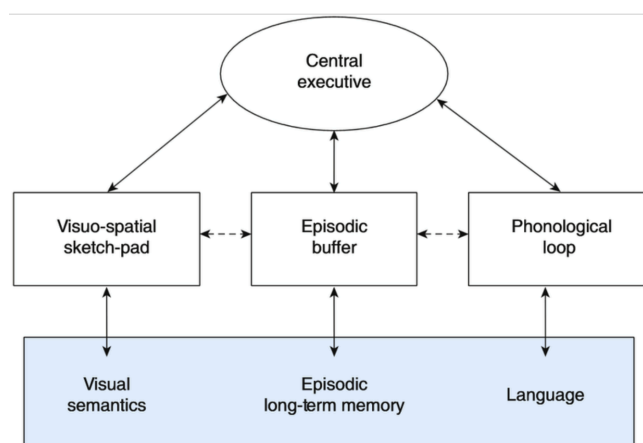 Central
executive
Visuo-spatial
sketch-pad
Episodic
buffer
Phonological
loop
Visual
semantics
Episodic
long-term memory
Language